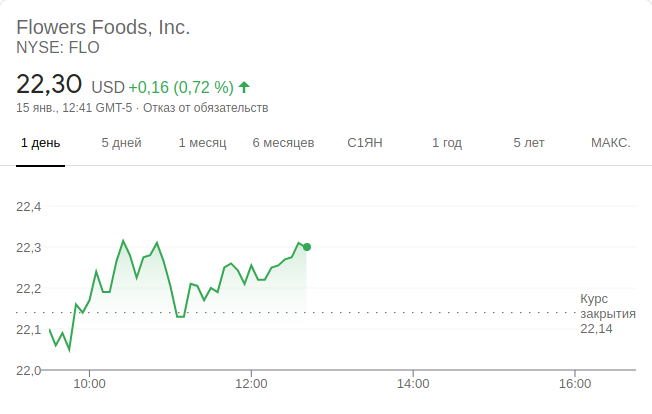 Flowers Foods, Inc.
NYSE: FLO
22,30 USD +0,16 (0,72 %)
15 янв., 12:41 GMT-5 · Отказ от обязательств
1 день 5 дней 1 месяц 6 месяцев С1ЯН 1 год 5 лет МАКС.
22,4
22,3
22,2
22,1
22,0
Курс
закрытия
22,14
10:00 12:00 14:00 16:00